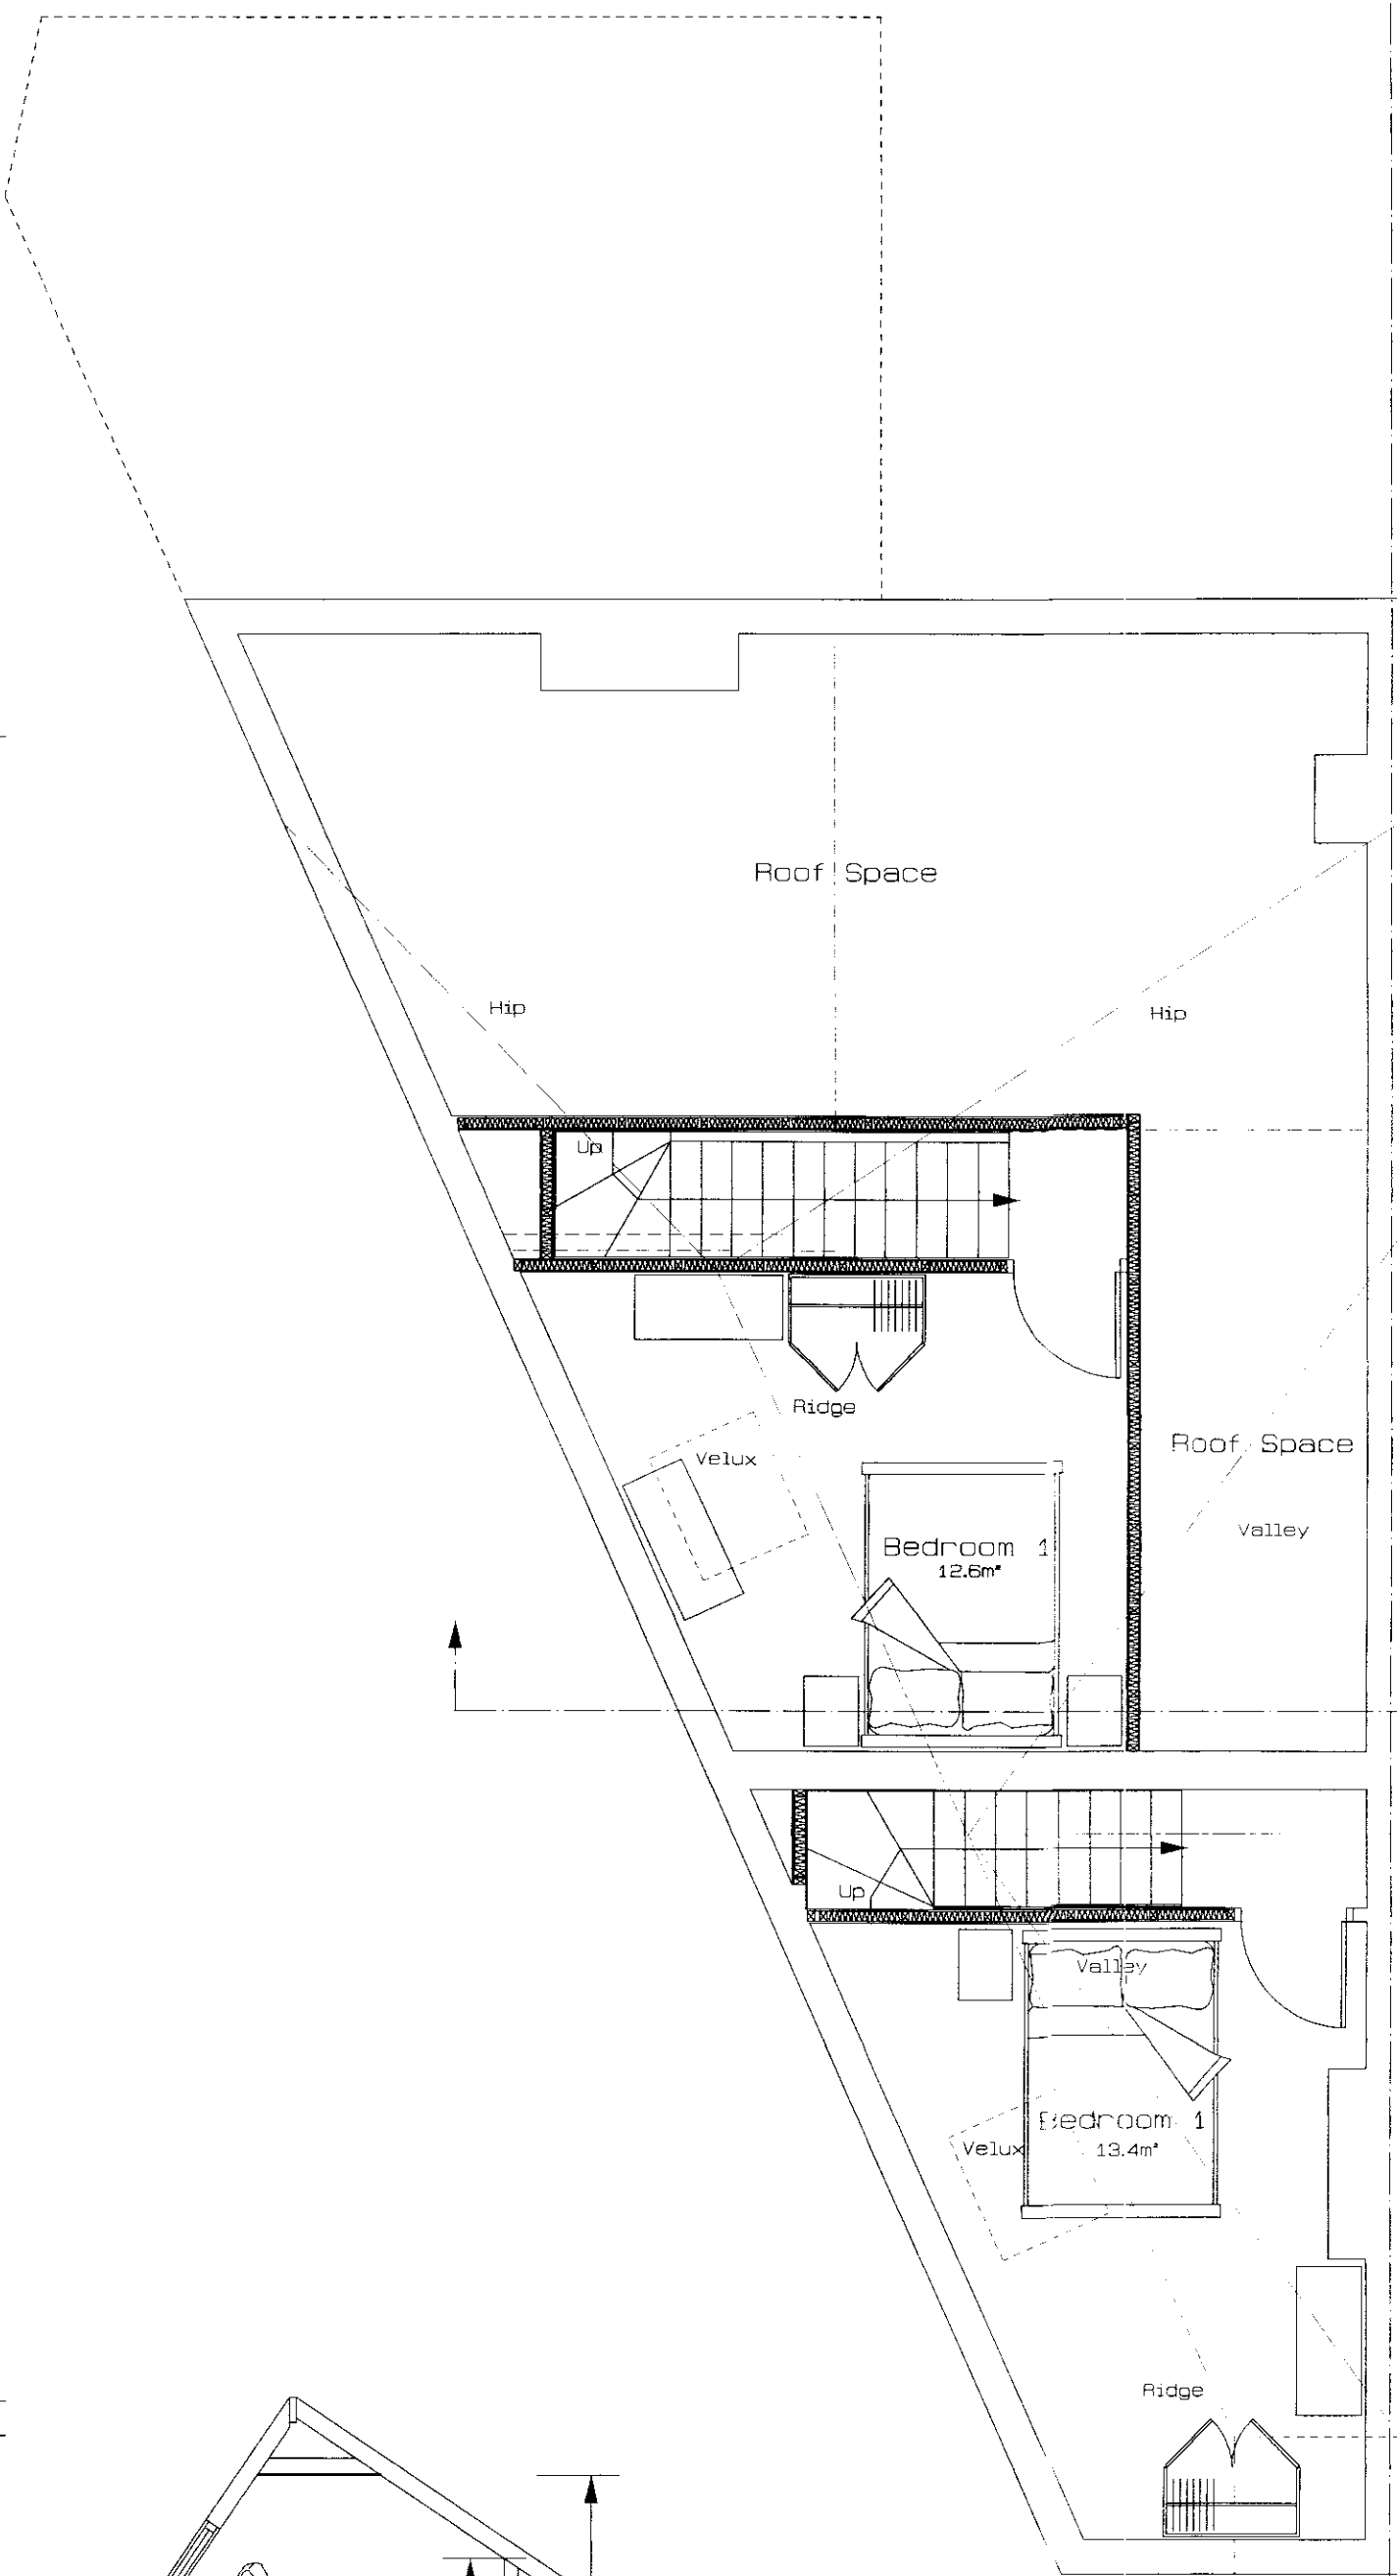 Roof Space
Hip
Hip
Up
Ridge
Velux
Roof Space
Valley
Bedroom 1
12.6m²
Up
Valley
Bedroom 1
Velux
13.4m²
Ridge